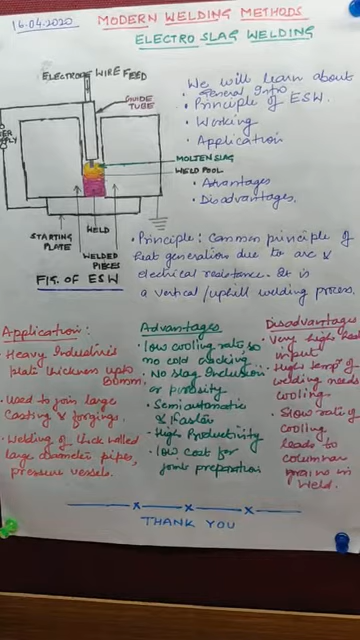 16.04.2020
MODERN WELDING METHODS
ELECTRO SLAG WELDING
ELECTRODE WIRE FEED
GUIDE
TUBE
We will learn about
• General Info
• Principle of ESW.
• Working
• Application
• Advantages
• Disadvantages.
MOLTEN SLAG
WELD POOL
STARTING
PLATE
WELD
WELDED
PIECES
FIG. OF ESW
• Principle: Common principle of
heat generation due to arc &
electrical resistance. It is
a vertical/uphill welding process.
Application:
• Heavy Industries
plate thickness upto
80mm.
• Used to join large
casting & forgings.
• Welding of thick walled
large diameter pipes,
pressure vessels.
Advantages
• low cooling rate so
no cold cracking
• No slag Inclusion
or porosity
• Semiautomatic
& faster
• High Productivity
• low cost for
joint preparation
Disadvantages
• Very high heat
input
• High tempr of
welding needs
cooling
• Slow rate of
cooling
leads to
columnar
grains in
Weld.
THANK YOU